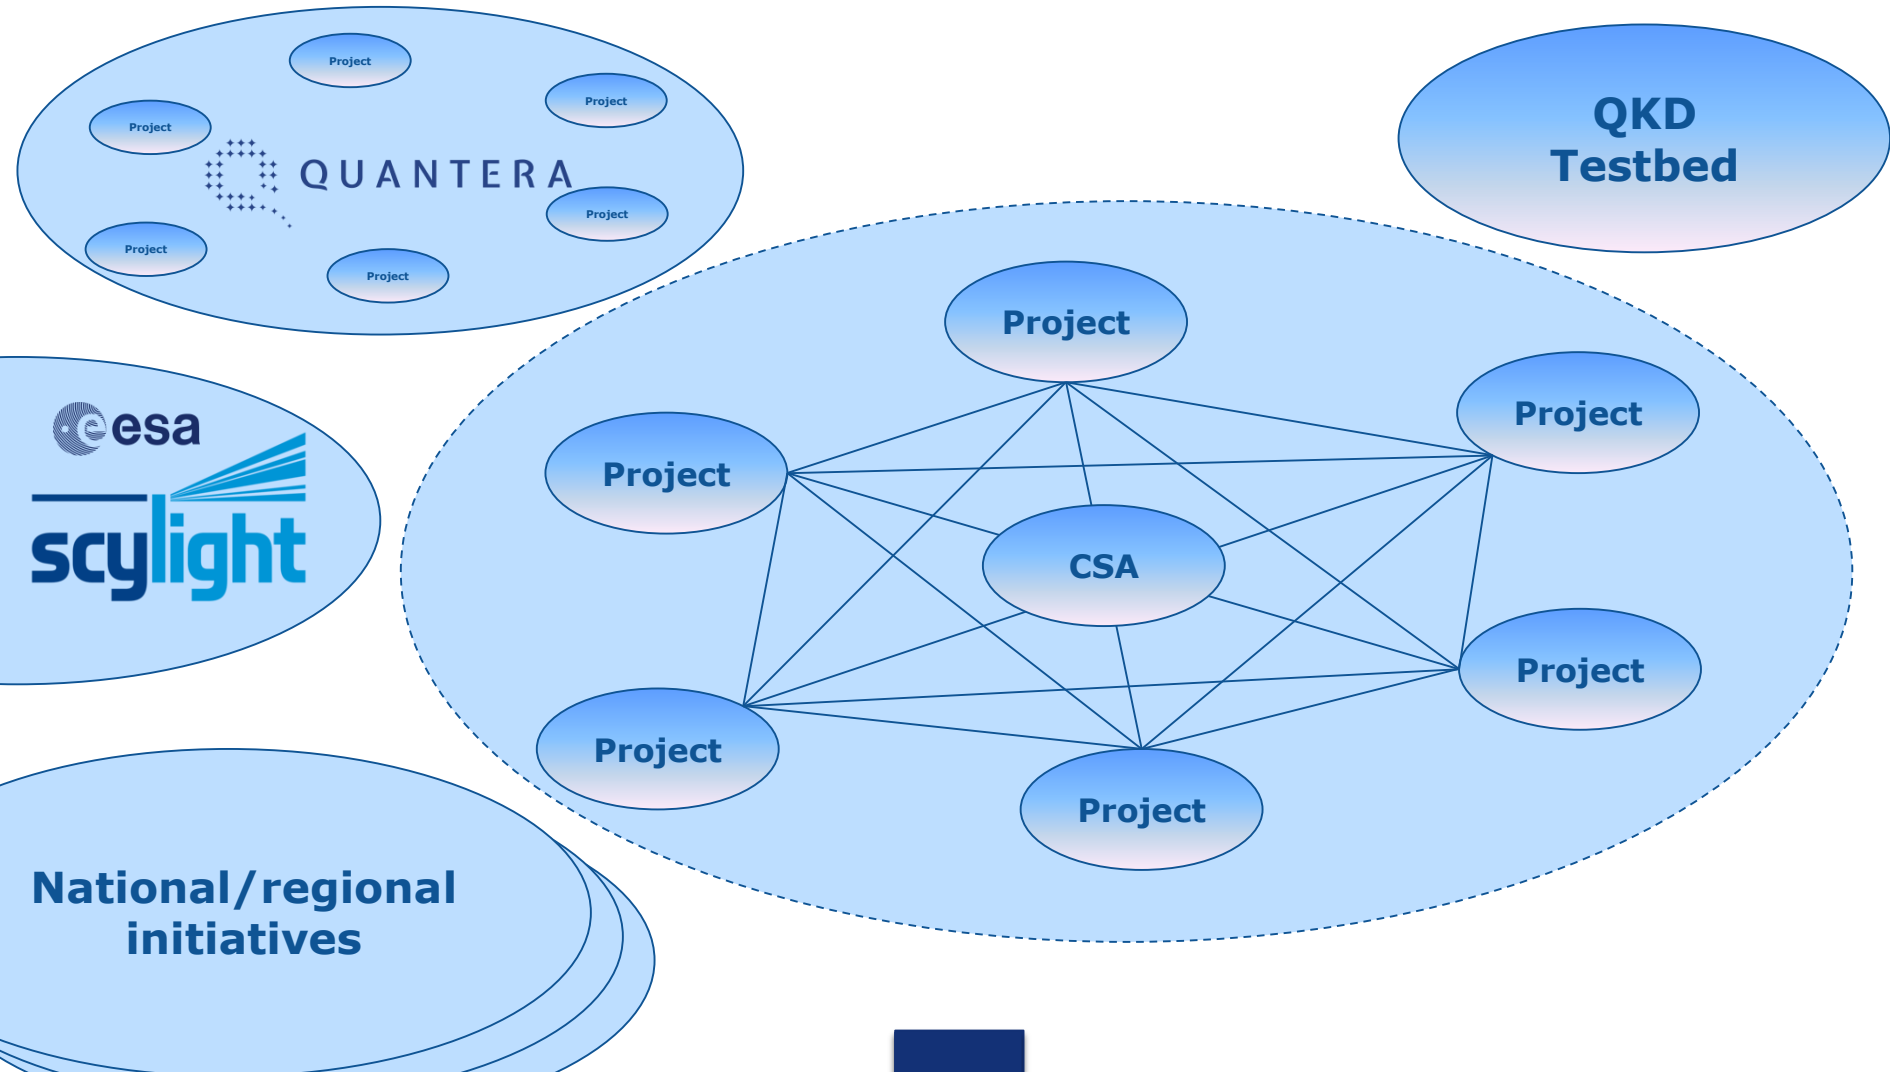 Project
Project
Project
QUANTERA
Project
Project
Project
QKD
Testbed
esa
scylight
Project
Project
Project
CSA
Project
Project
Project
National/regional
initiatives